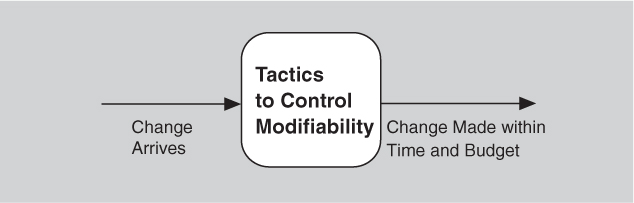 Tactics
to Control
Modifiability
Change
Arrives
Change Made within
Time and Budget